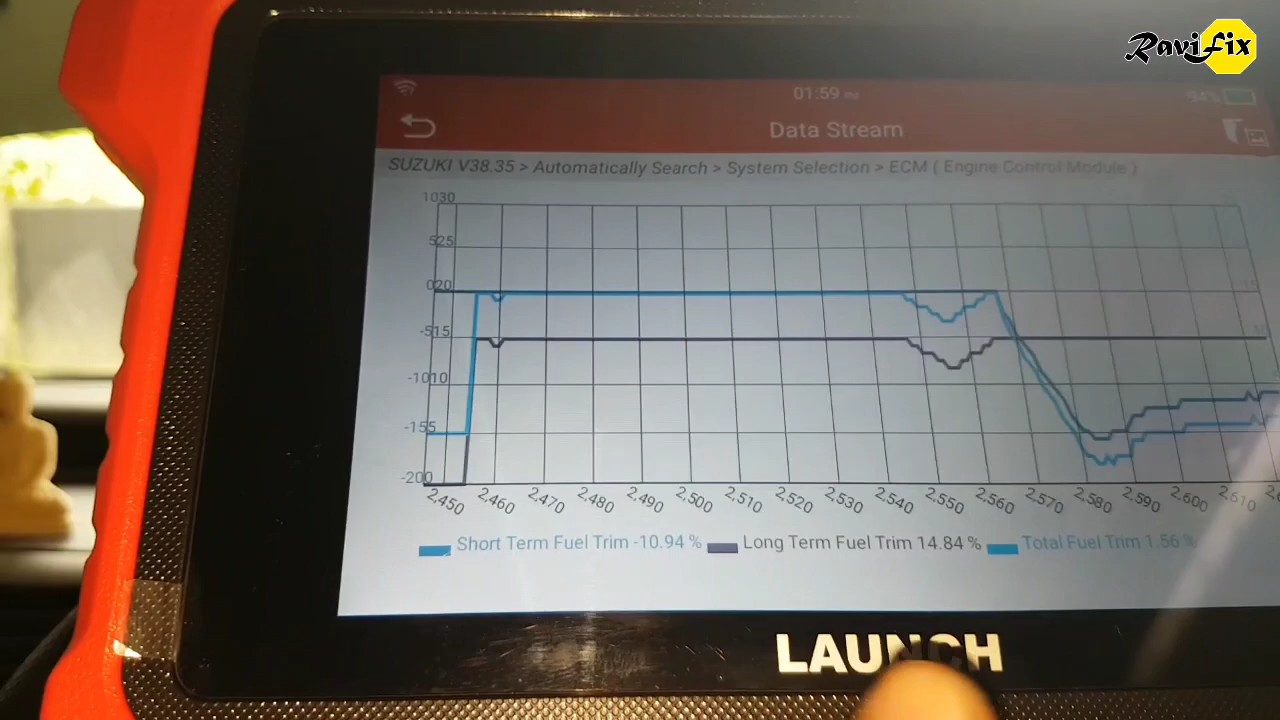 RaviFix
01:59 PM
94%
Data Stream
SUZUKI V38.35 > Automatically Search > System Selection > ECM ( Engine Control Module )
1030
525
020
-515
-1010
-155
-200
2,450 2,460 2,470 2,480 2,490 2,500 2,510 2,520 2,530 2,540 2,550 2,560 2,570 2,580 2,590 2,600 2,610
Short Term Fuel Trim -10.94 % Long Term Fuel Trim 14.84 % Total Fuel Trim 1.56 %
LAUNCH